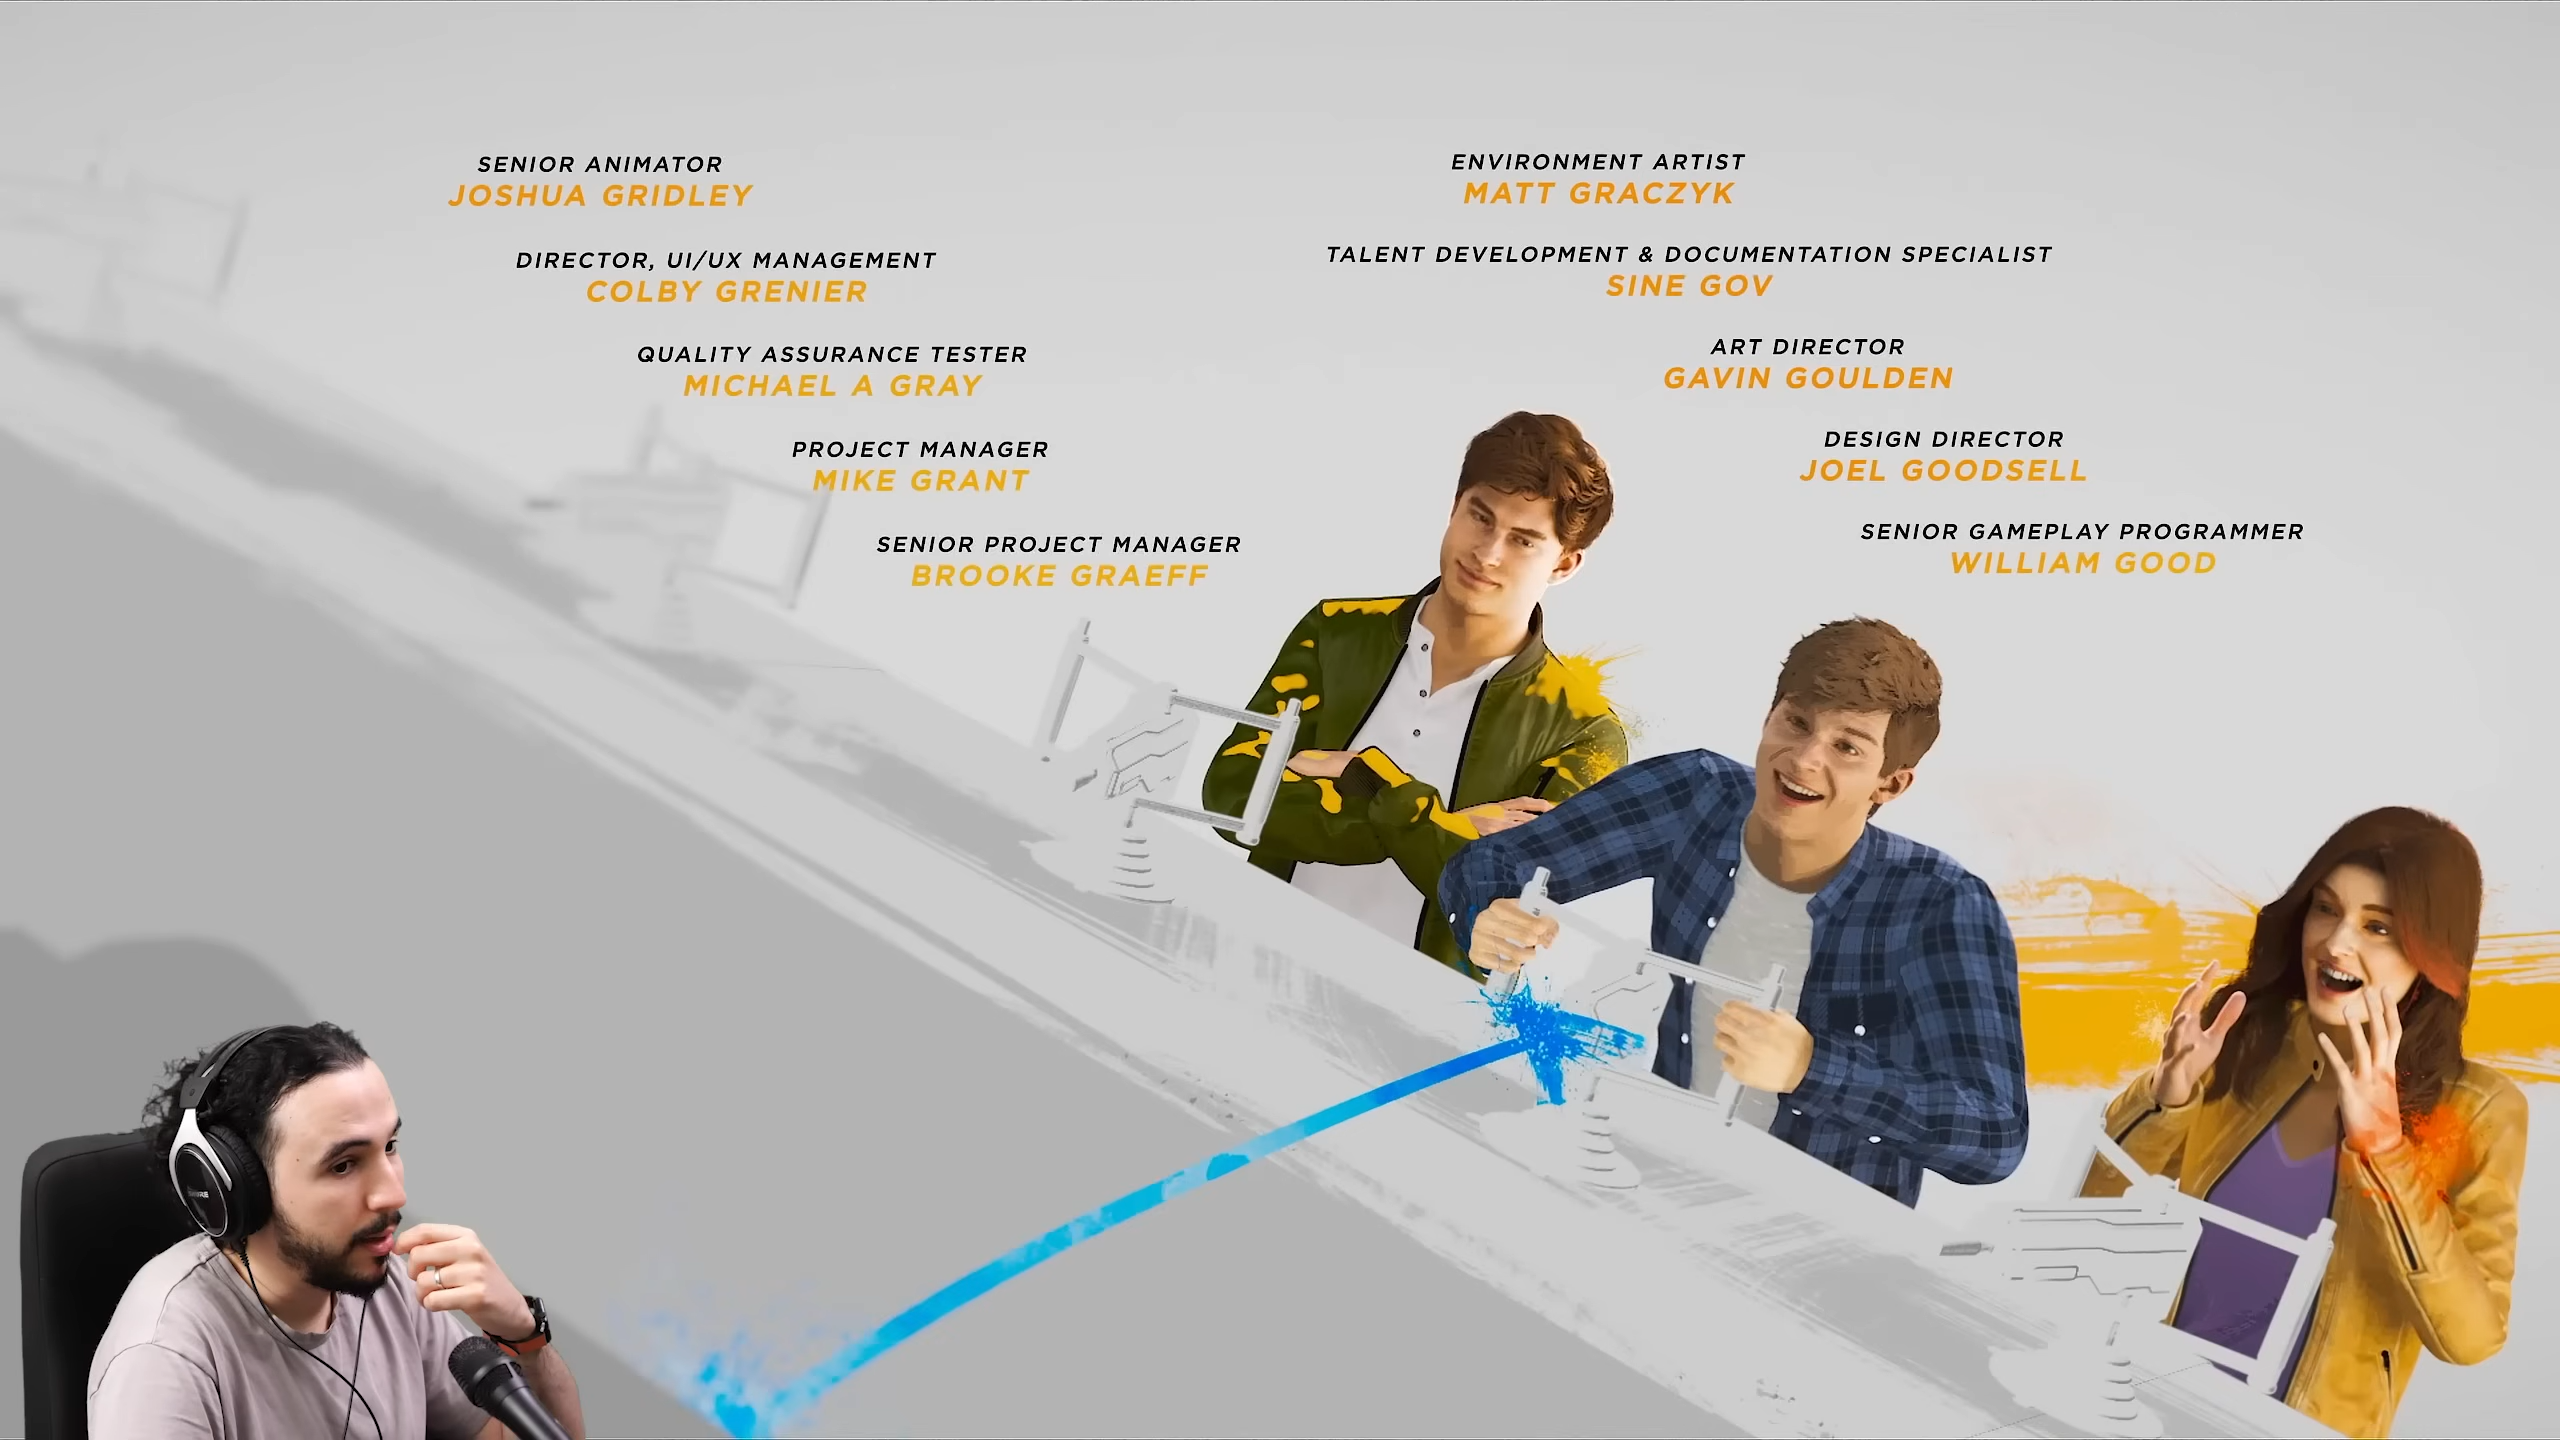 SENIOR ANIMATOR
JOSHUA GRIDLEY
DIRECTOR, UI/UX MANAGEMENT
COLBY GRENIER
QUALITY ASSURANCE TESTER
MICHAEL A GRAY
PROJECT MANAGER
MIKE GRANT
SENIOR PROJECT MANAGER
BROOKE GRAEFF
ENVIRONMENT ARTIST
MATT GRACZYK
TALENT DEVELOPMENT & DOCUMENTATION SPECIALIST
SINE GOV
ART DIRECTOR
GAVIN GOULDEN
DESIGN DIRECTOR
JOEL GOODSELL
SENIOR GAMEPLAY PROGRAMMER
WILLIAM GOOD
SHURE